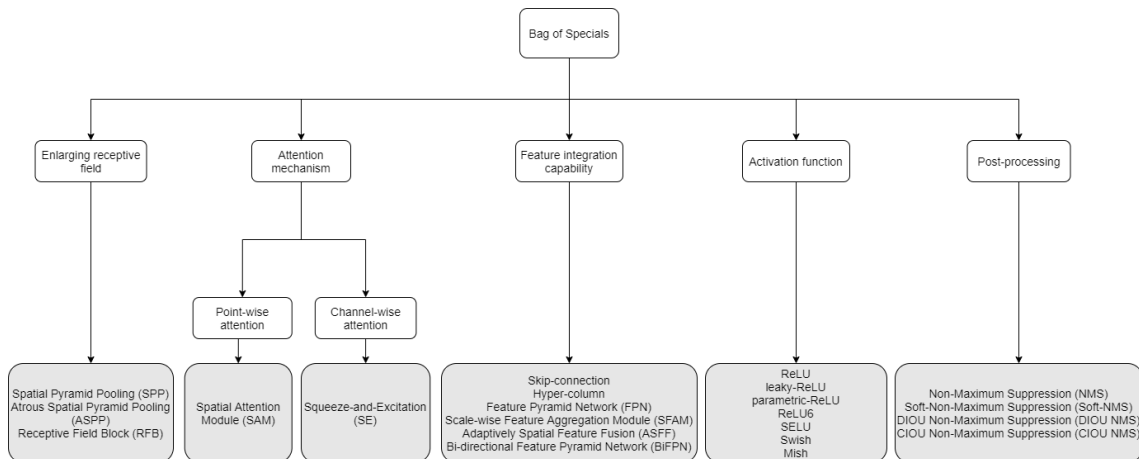 Bag of Specials
Enlarging receptive
field
Attention
mechanism
Feature integration
capability
Activation function
Post-processing
Point-wise
attention
Channel-wise
attention
Spatial Pyramid Pooling (SPP)
Atrous Spatial Pyramid Pooling
(ASPP)
Receptive Field Block (RFB)
Spatial Attention
Module (SAM)
Squeeze-and-Excitation
(SE)
Skip-connection
Hyper-column
Feature Pyramid Network (FPN)
Scale-wise Feature Aggregation Module (SFAM)
Adaptively Spatial Feature Fusion (ASFF)
Bi-directional Feature Pyramid Network (BiFPN)
ReLU
leaky-ReLU
parametric-ReLU
ReLU6
SELU
Swish
Mish
Non-Maximum Suppression (NMS)
Soft-Non-Maximum Suppression (Soft-NMS)
DIOU Non-Maximum Suppression (DIOU NMS)
CIOU Non-Maximum Suppression (CIOU NMS)